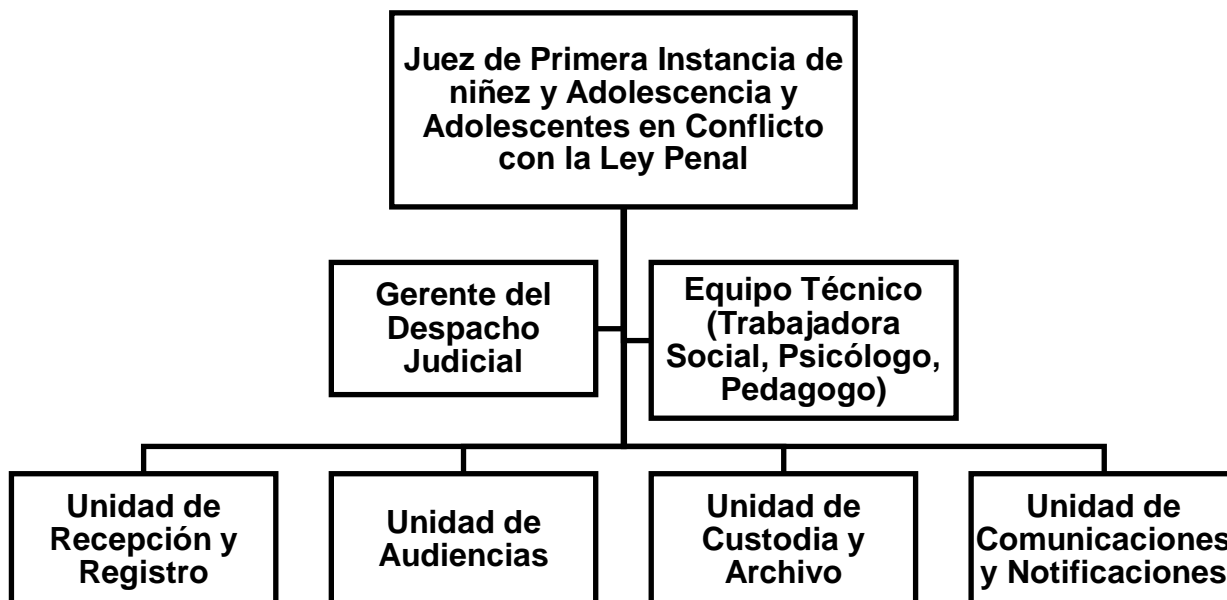 Juez de Primera Instancia de
niñez y Adolescencia y
Adolescentes en Conflicto
con la Ley Penal
Gerente del
Despacho
Judicial
Equipo Técnico
(Trabajadora
Social, Psicólogo,
Pedagogo)
Unidad de
Recepción y
Registro
Unidad de
Audiencias
Unidad de
Custodia y
Archivo
Unidad de
Comunicaciones
y Notificaciones